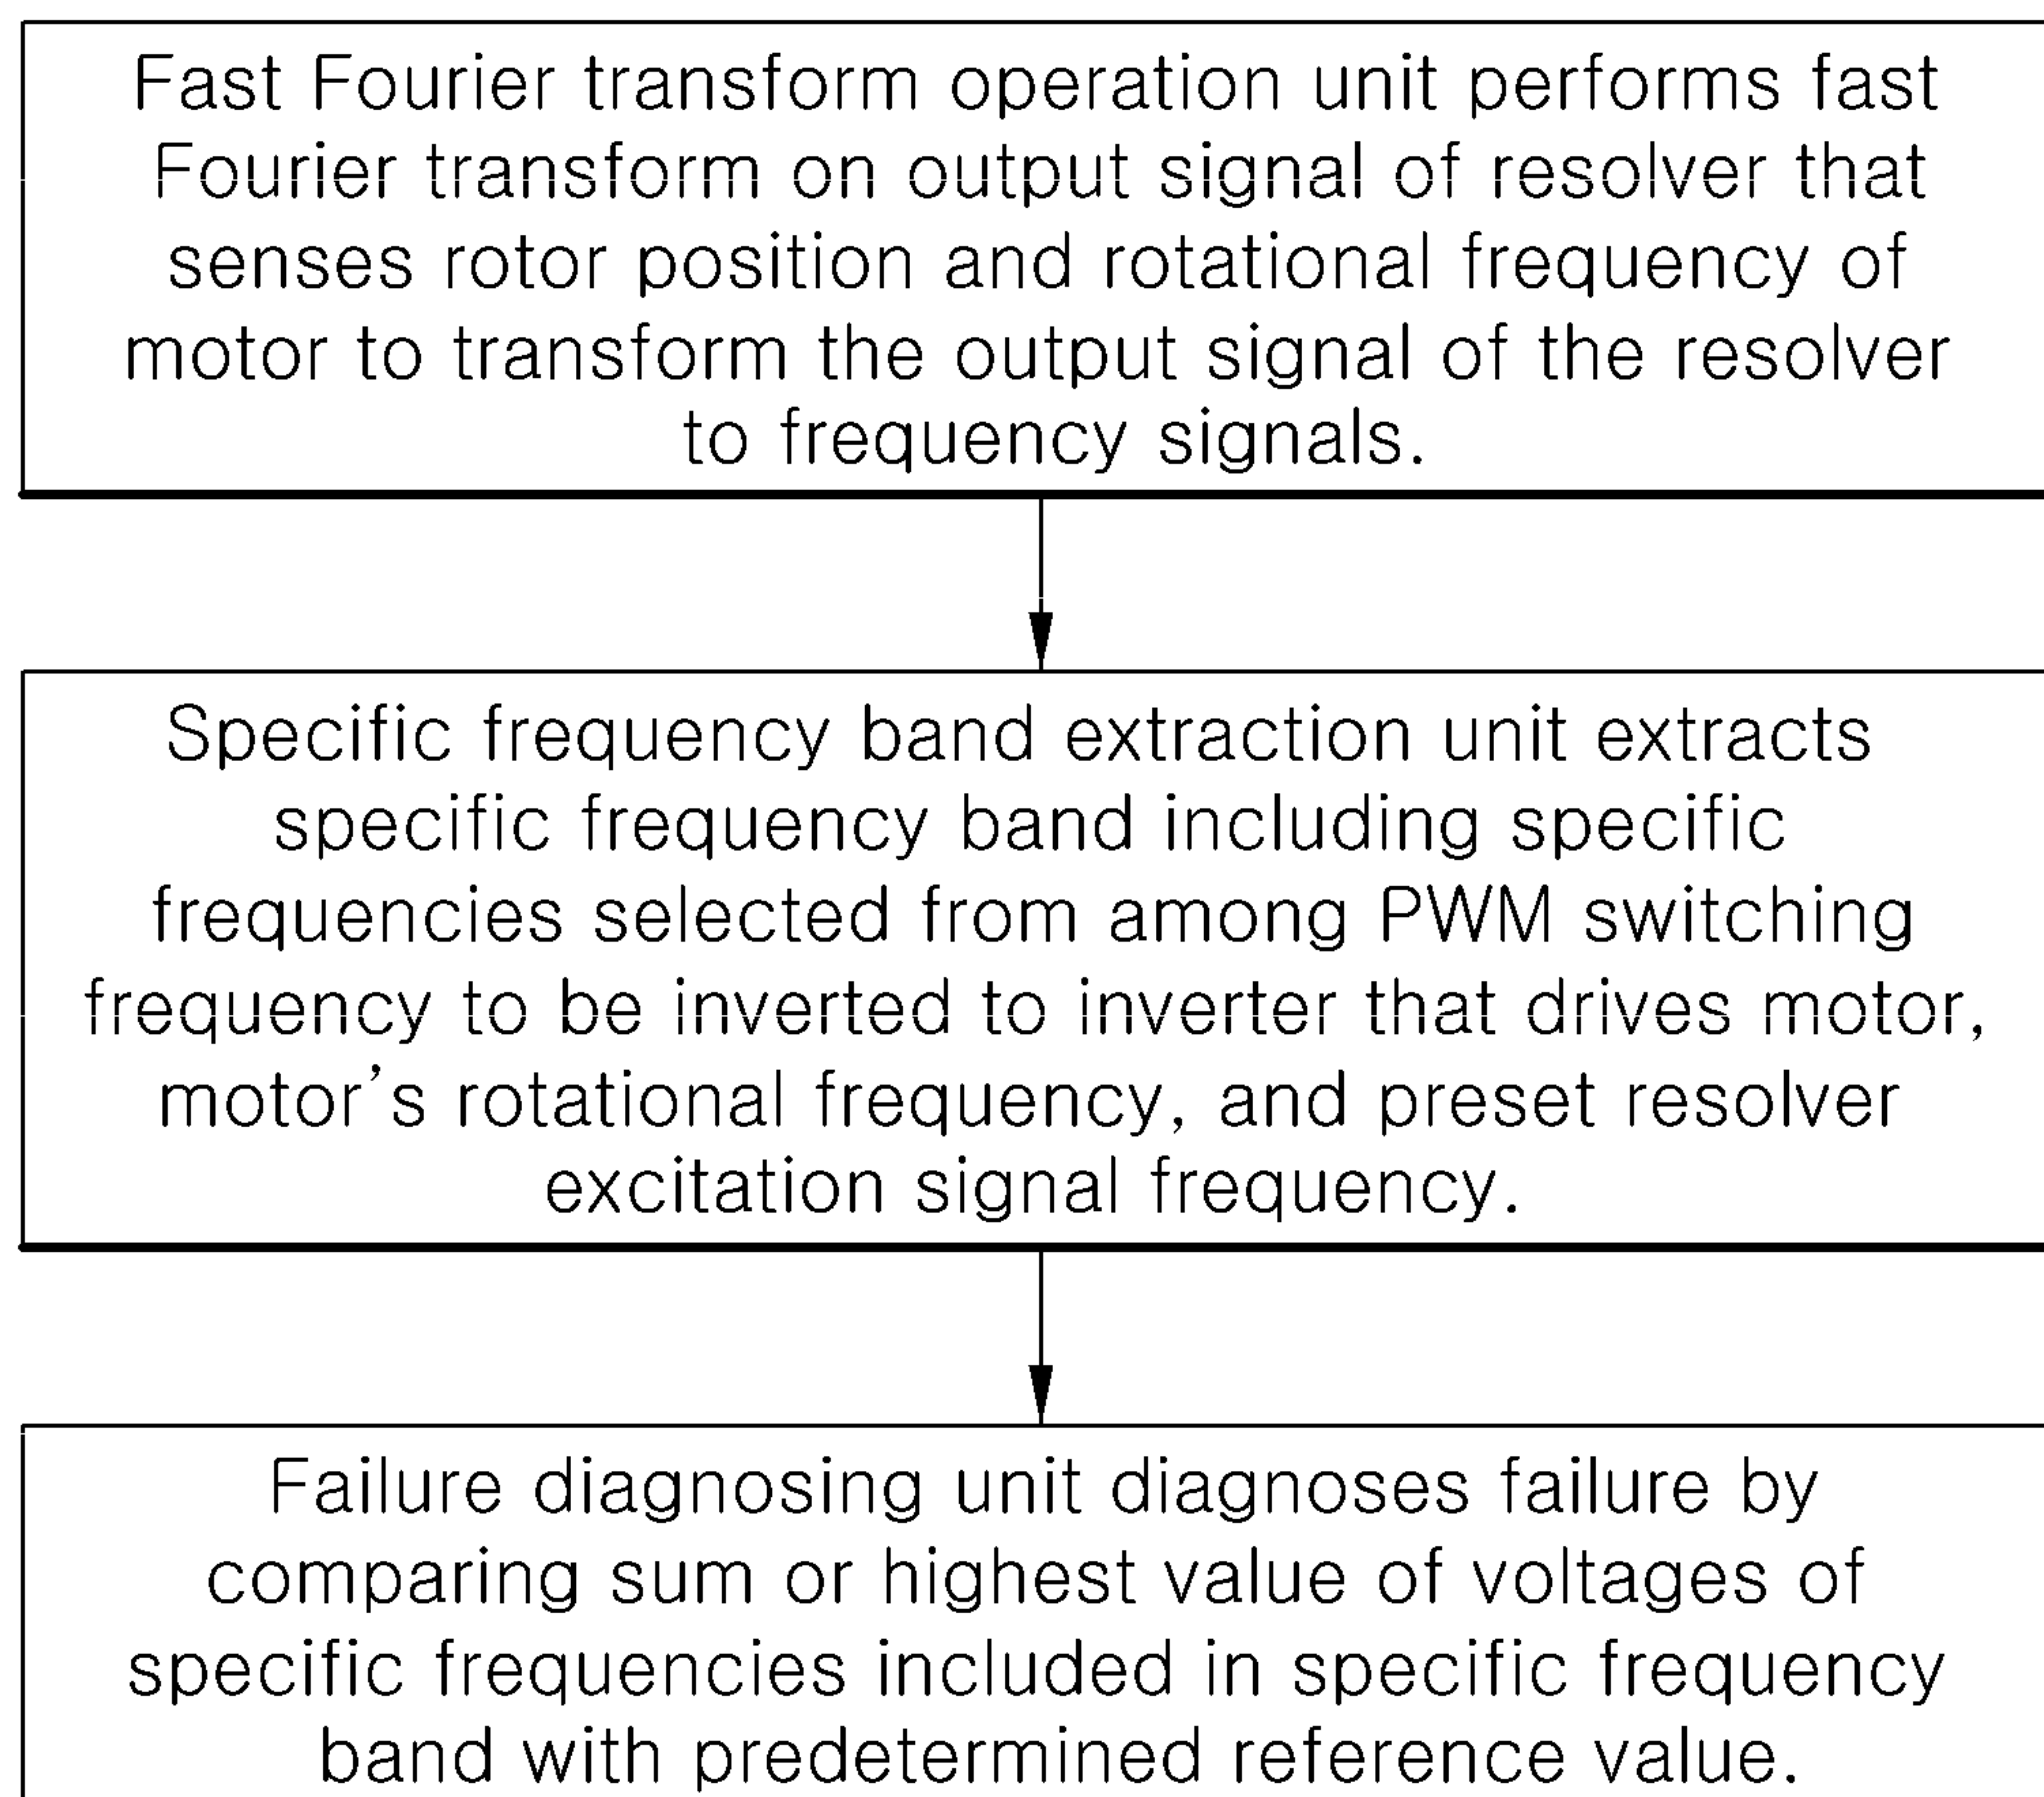 Fast Fourier transform operation unit performs fast
Fourier transform on output signal of resolver that
senses rotor position and rotational frequency of
motor to transform the output signal of the resolver
to frequency signals.
Specific frequency band extraction unit extracts
specific frequency band including specific
frequencies selected from among PWM switching
frequency to be inverted to inverter that drives motor,
motor's rotational frequency, and preset resolver
excitation signal frequency.
Failure diagnosing unit diagnoses failure by
comparing sum or highest value of voltages of
specific frequencies included in specific frequency
band with predetermined reference value.